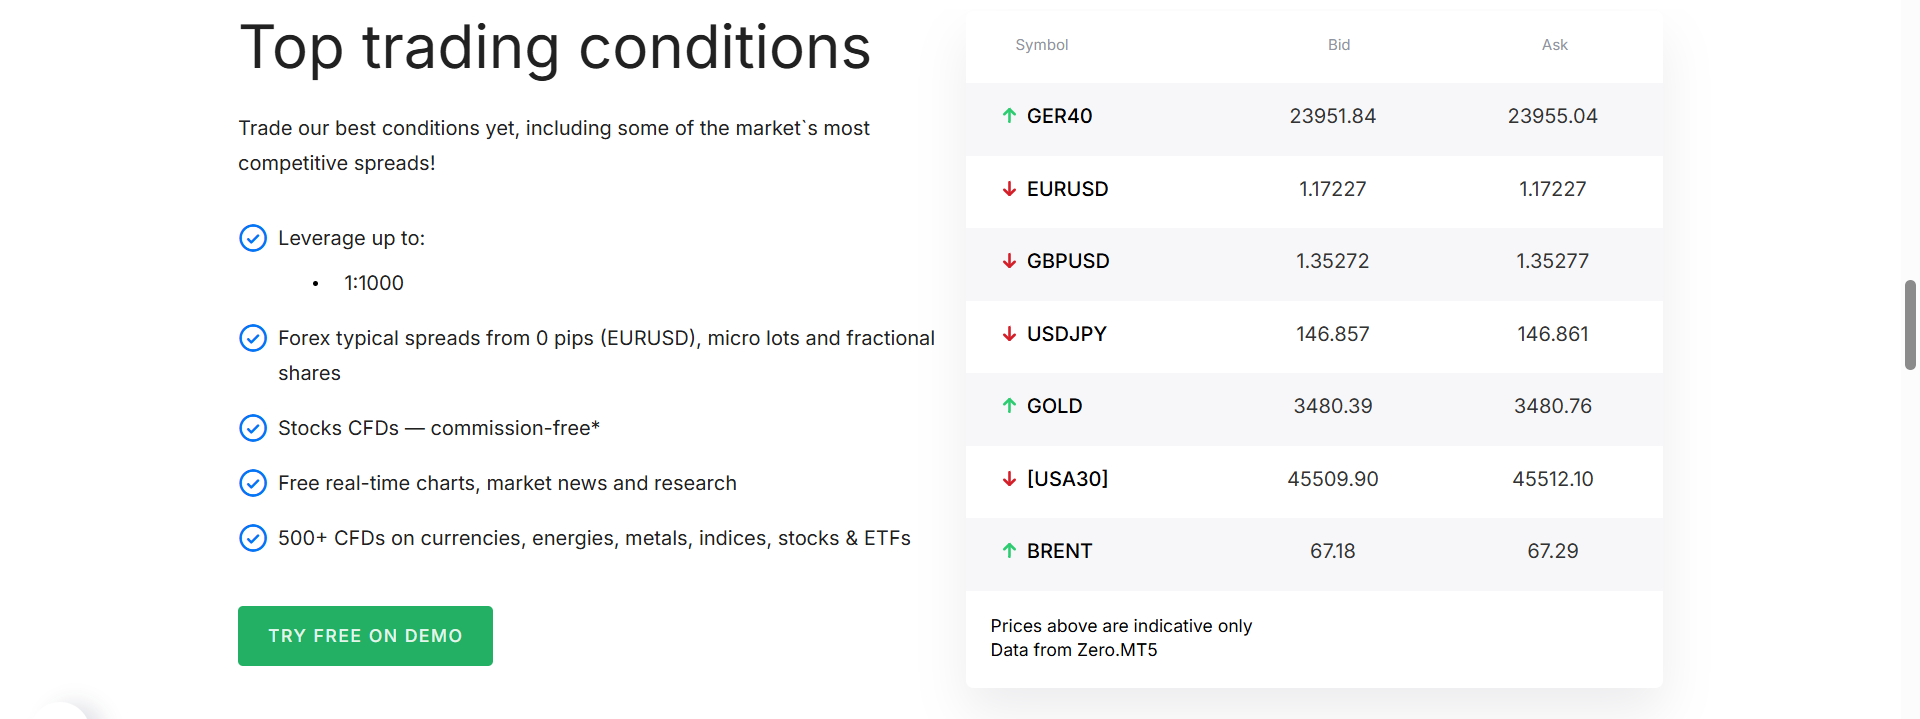 Top trading conditions
Trade our best conditions yet, including some of the market`s most
competitive spreads!
Leverage up to:
• 1:1000
Forex typical spreads from 0 pips (EURUSD), micro lots and fractional
shares
Stocks CFDs — commission-free*
Free real-time charts, market news and research
500+ CFDs on currencies, energies, metals, indices, stocks & ETFs
TRY FREE ON DEMO
Symbol Bid Ask
GER40 23951.84 23955.04
EURUSD 1.17227 1.17227
GBPUSD 1.35272 1.35277
USDJPY 146.857 146.861
GOLD 3480.39 3480.76
[USA30] 45509.90 45512.10
BRENT 67.18 67.29
Prices above are indicative only
Data from Zero.MT5